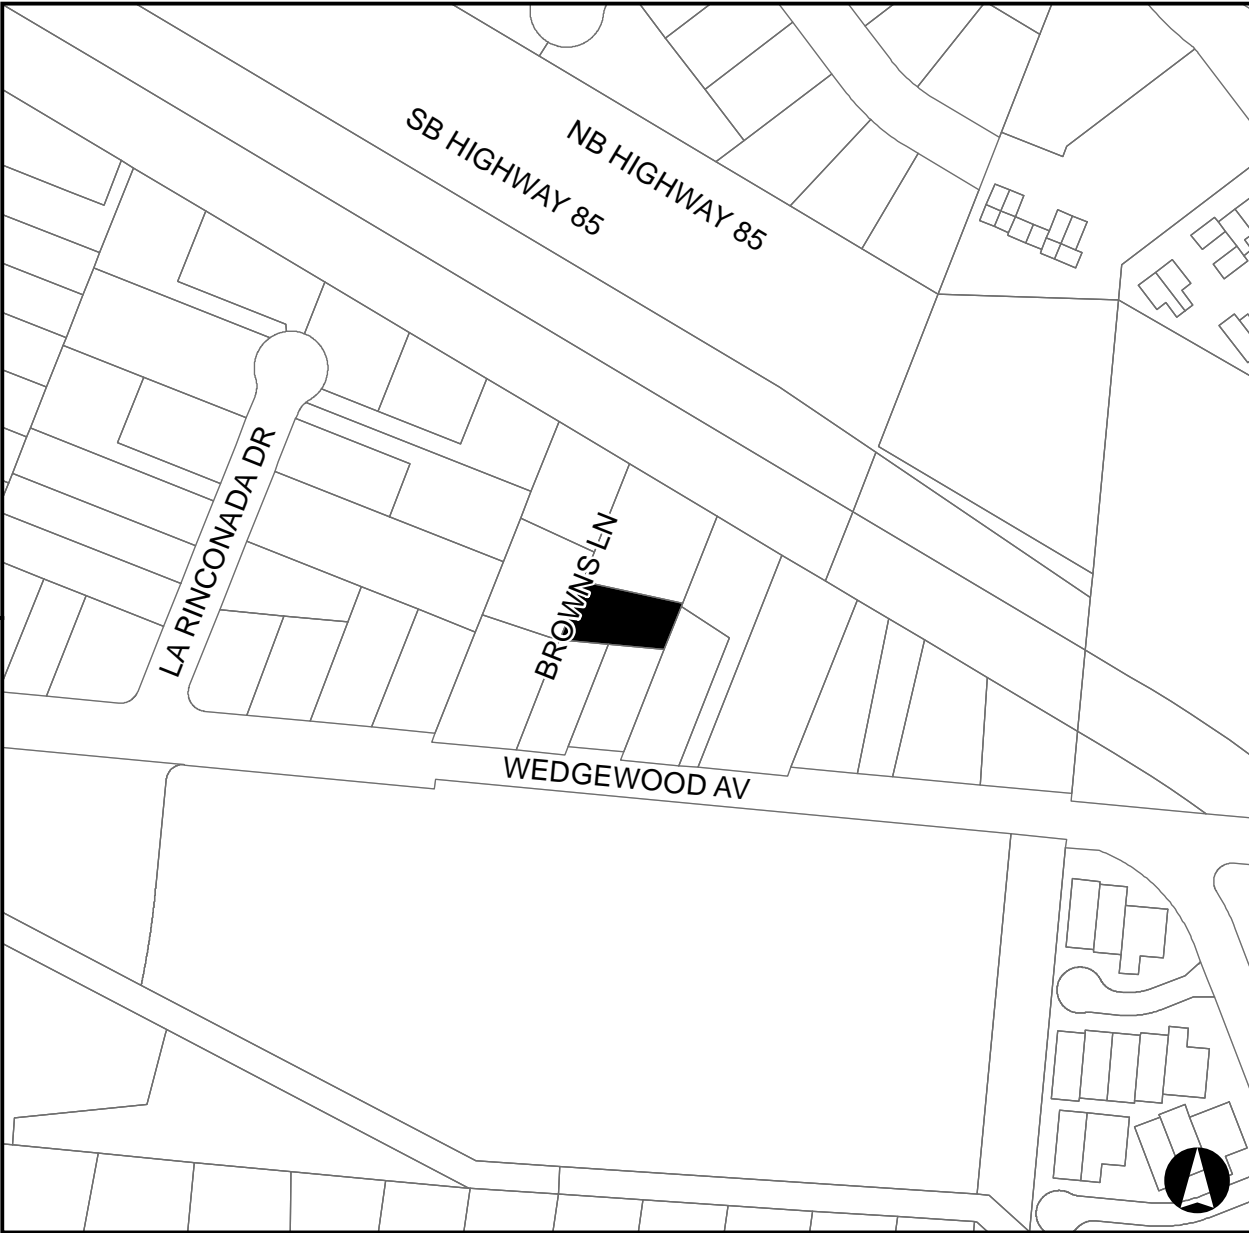 SB HIGHWAY 85
NB HIGHWAY 85
LA RINCONADA DR
BROWNS LN
WEDGEWOOD AV